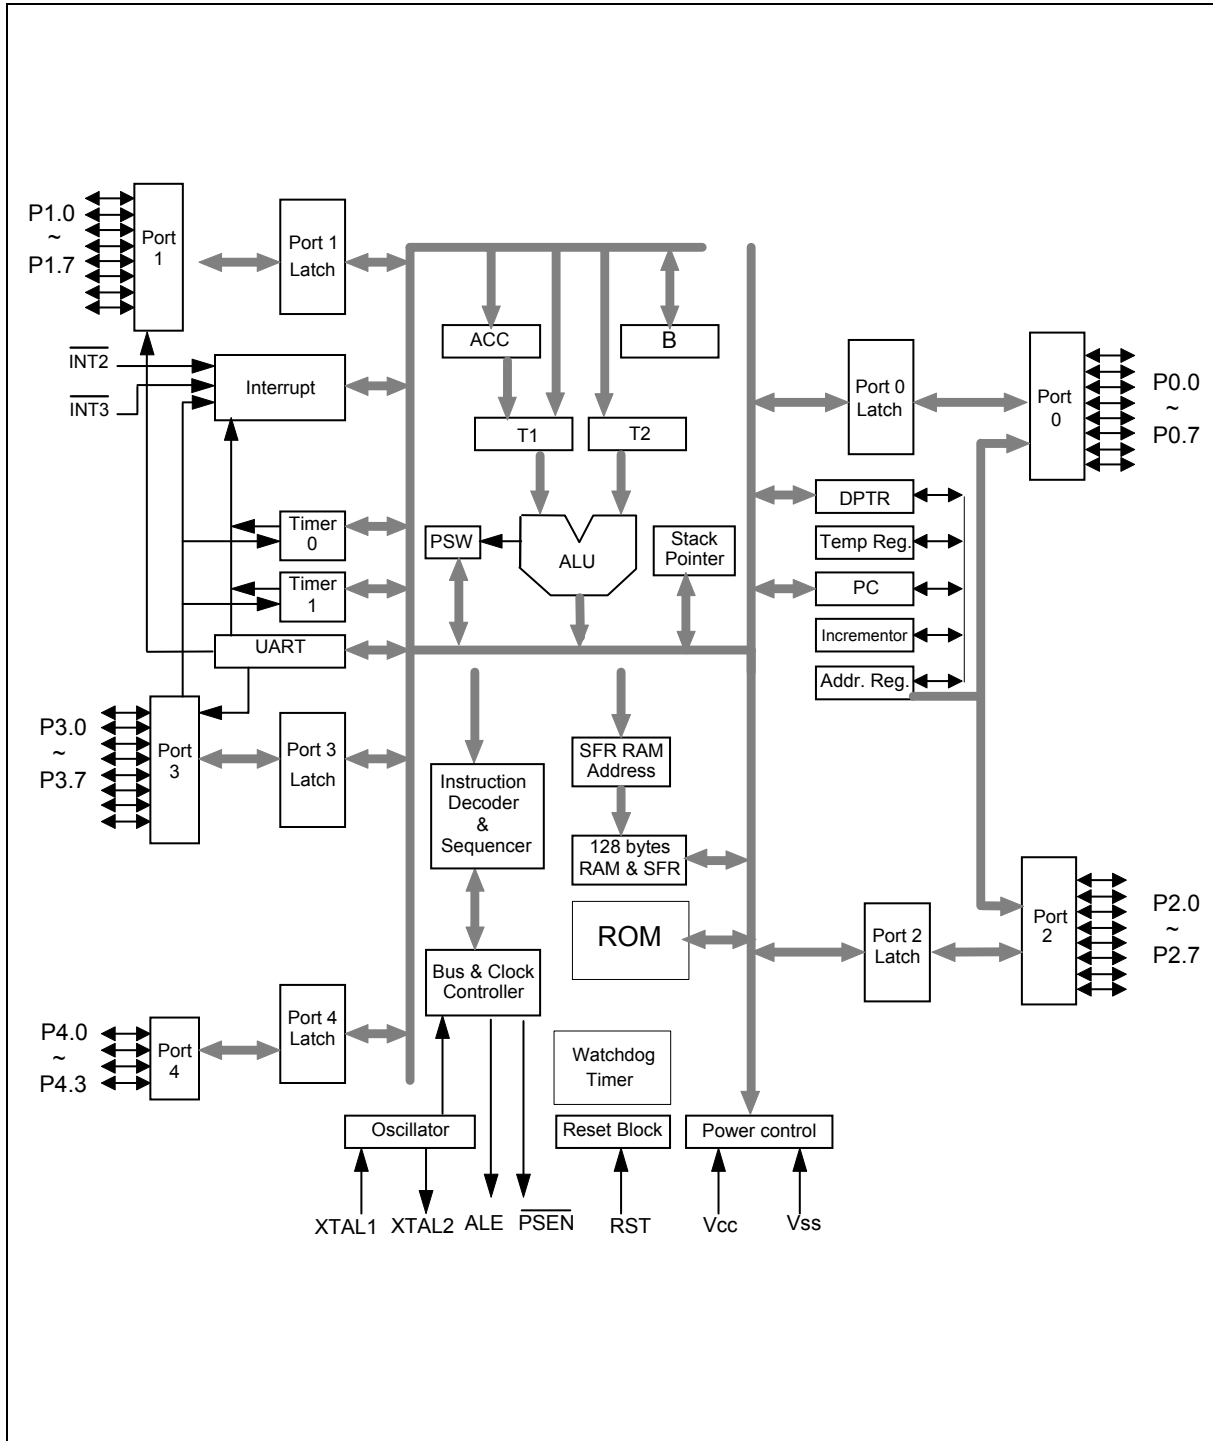 P1.0
~
P1.7
Port
1
Port 1
Latch
INT2
INT3
Interrupt
ACC
B
T1
T2
Port 0
Latch
Port
0
P0.0
~
P0.7
Timer
0
Timer
1
UART
PSW
ALU
Stack
Pointer
DPTR
Temp Reg.
PC
Incrementor
Addr. Reg.
P3.0
~
P3.7
Port
3
Port 3
Latch
Instruction
Decoder
&
Sequencer
SFR RAM
Address
128 bytes
RAM & SFR
ROM
Port 2
Latch
Port
2
P2.0
~
P2.7
Bus & Clock
Controller
P4.0
~
P4.3
Port
4
Port 4
Latch
Watchdog
Timer
Oscillator
Reset Block
Power control
XTAL1
XTAL2
ALE
PSEN
RST
Vcc
Vss